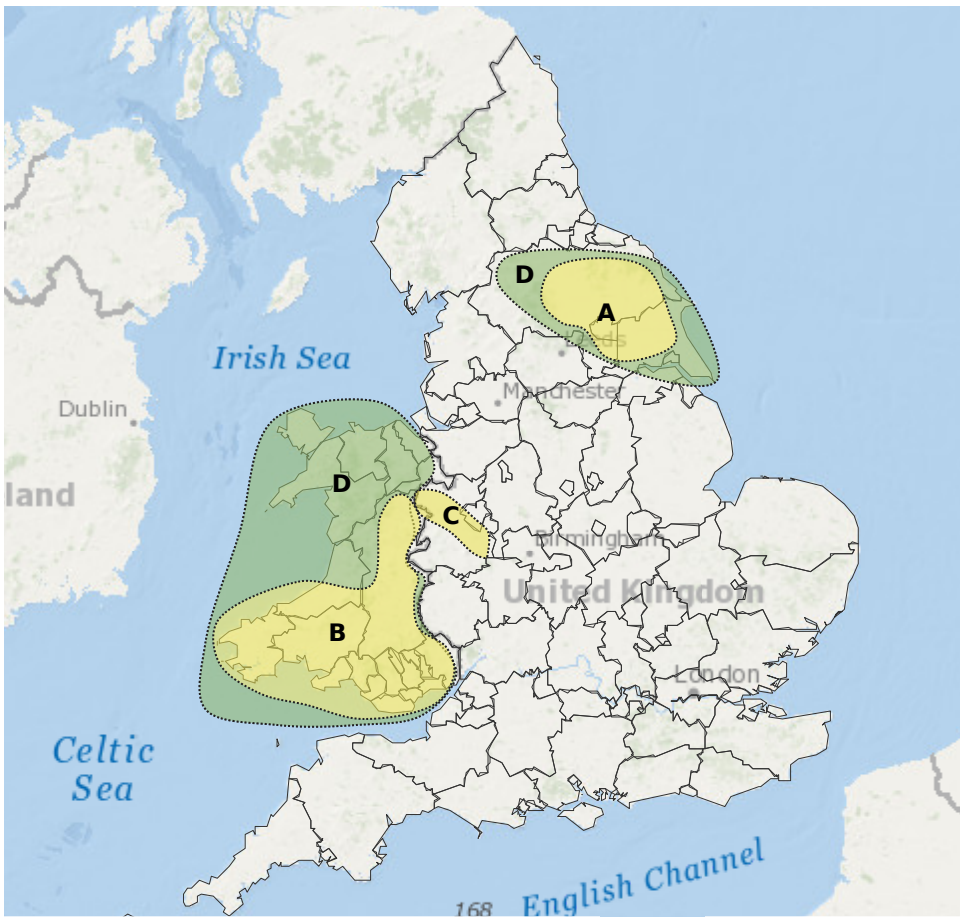 D
A
Leeds
Irish Sea
Manchester
Dublin
D
land
C
Birmingham
United Kingdom
B
London
Celtic
Sea
English Channel
168